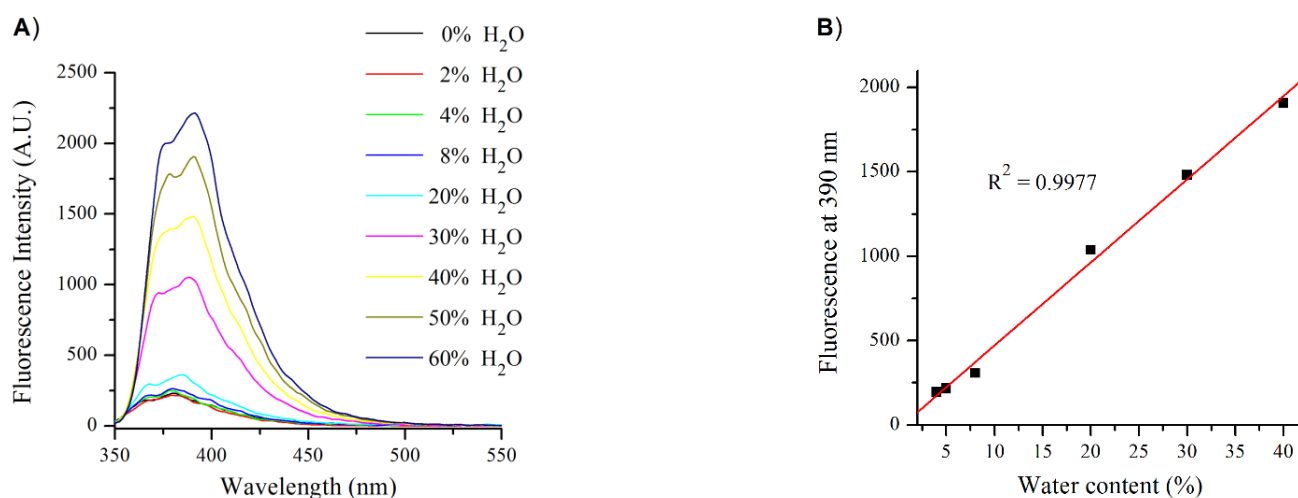 A)
0% H₂O
2% H₂O
4% H₂O
8% H₂O
20% H₂O
30% H₂O
40% H₂O
50% H₂O
60% H₂O
Fluorescence Intensity (A.U.)
2500
2000
1500
1000
500
0
350 400 450 500 550
Wavelength (nm)
B)
Fluorescence at 390 nm
2000
1500
1000
500
0
R² = 0.9977
5 10 15 20 25 30 35 40
Water content (%)